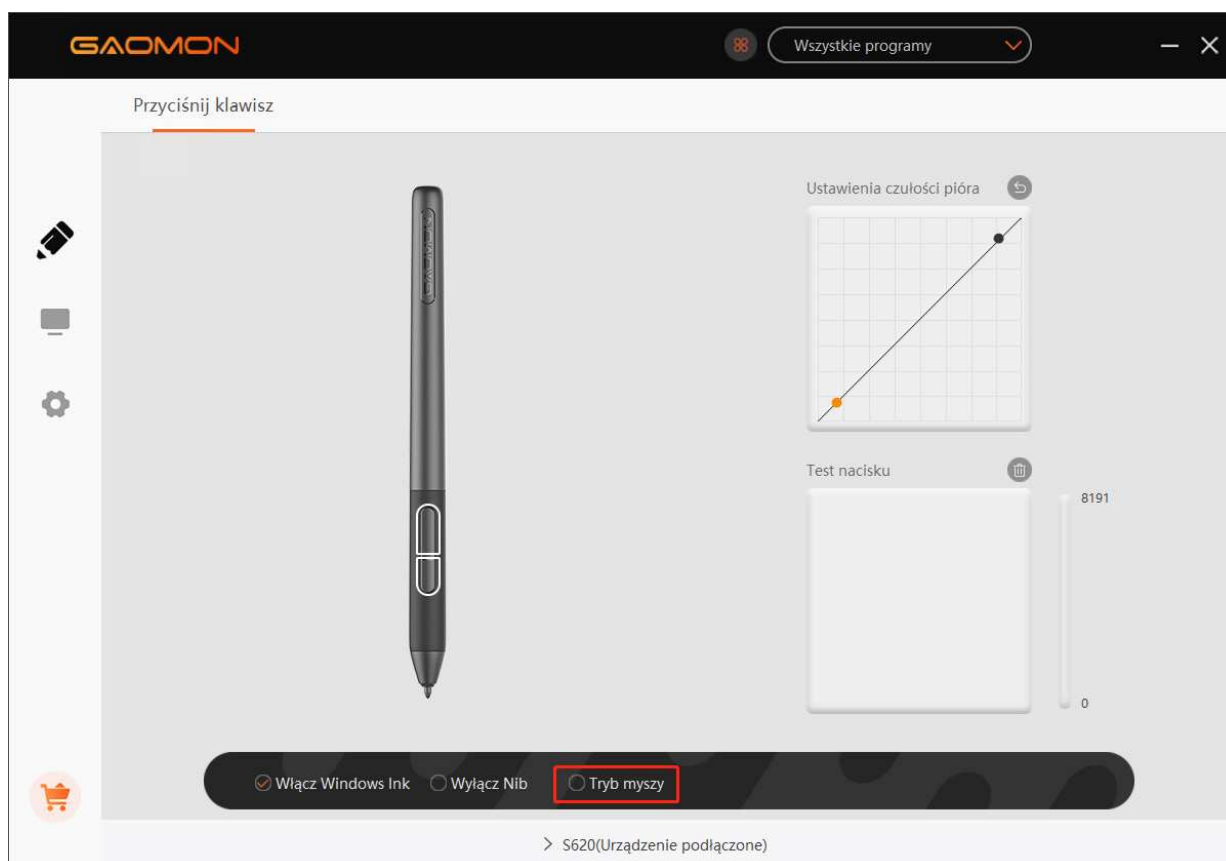 GAOMON
Wszystkie programy
Przyciśnij klawisz
GAOMON
Ustawienia czułości pióra
Test nacisku
8191
0
Włącz Windows Ink
Wyłącz Nib
Tryb myszy
S620(Urządzenie podłączone)